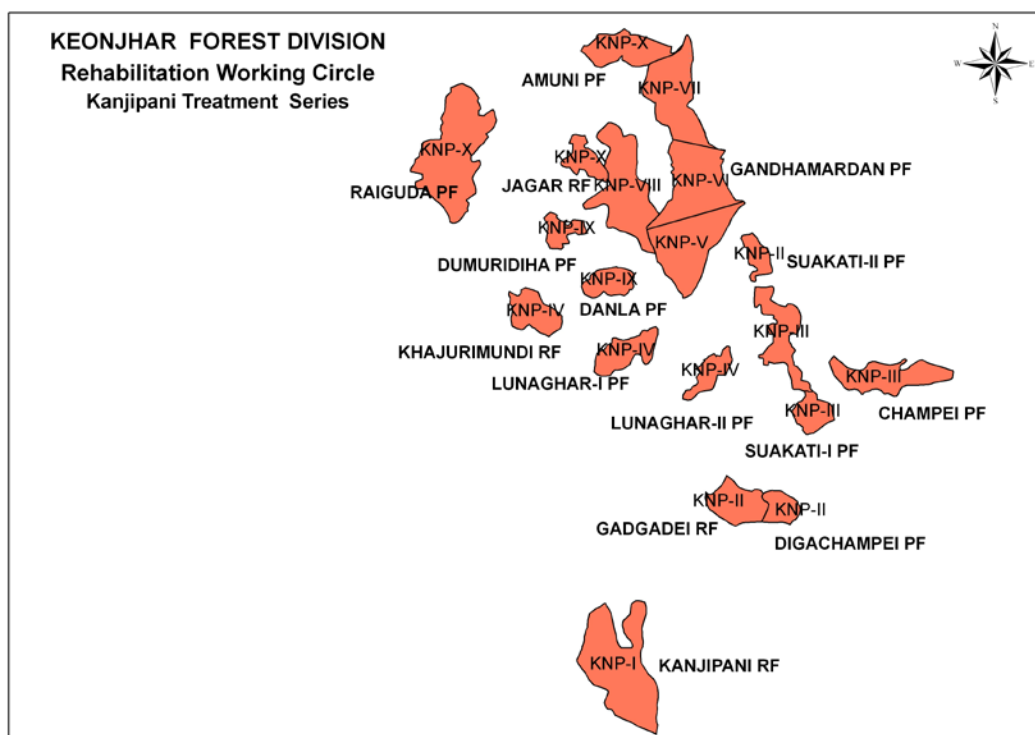 KEONJHAR FOREST DIVISION
Rehabilitation Working Circle
Kanjipani Treatment Series
N
W E
S
KNP-X
AMUNI PF
KNP-VII
KNP-X
RAIGUDA PF
KNP-X
JAGAR RF
KNP-VIII
KNP-VI
GANDHAMARDAN PF
KNP-V
KNP-IX
DUMURIDIHA PF
KNP-II
SUAKATI-II PF
KNP-IX
DANLA PF
KNP-IV
KHAJURIMUNDI RF
KNP-IV
LUNAGHAR-I PF
KNP-III
KNP-IV
LUNAGHAR-II PF
KNP-III
CHAMPEI PF
KNP-III
SUAKATI-I PF
KNP-II
GADGADEI RF
KNP-II
DIGACHAMPEI PF
KNP-I
KANJIPANI RF